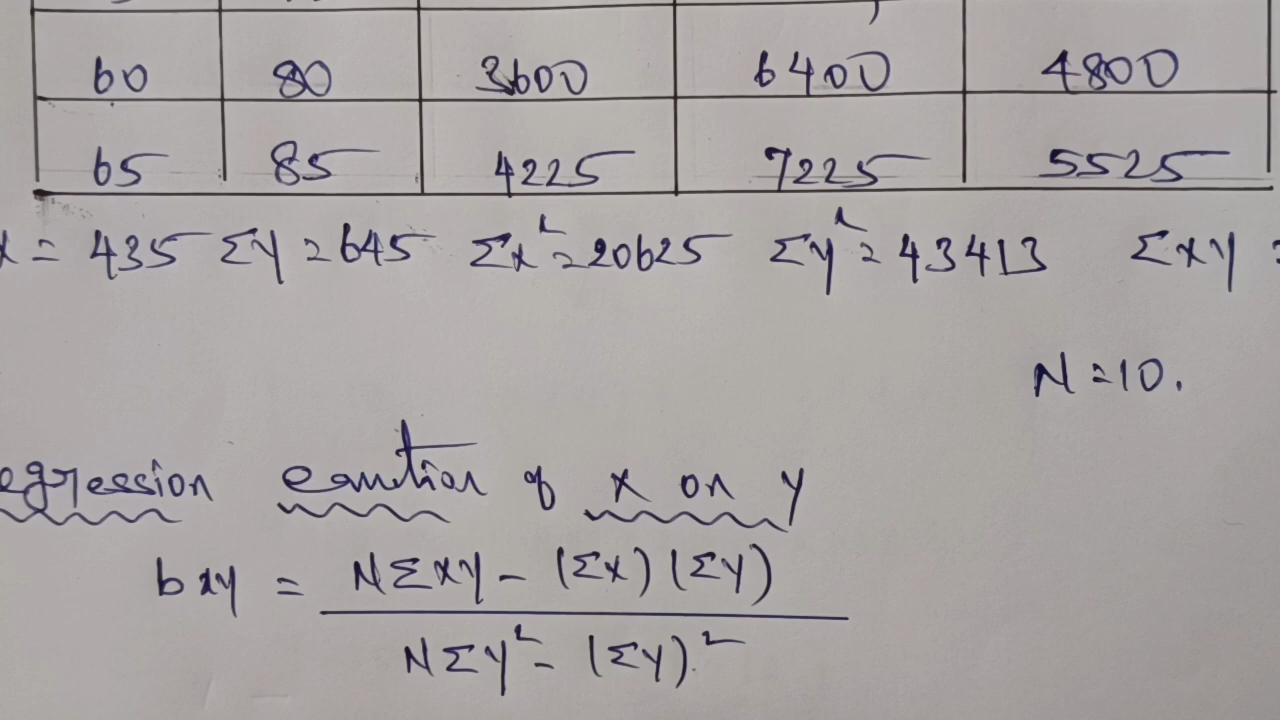 60 80 3600 6400 4800
65 85 4225 7225 5525
x = 435 Σy = 645 Σx² = 20625 Σy² = 43413 Σxy =
N = 10.
egression eqution of x on y
bxy = NΣxy - (Σx) (Σy)
NΣy² - (Σy)²